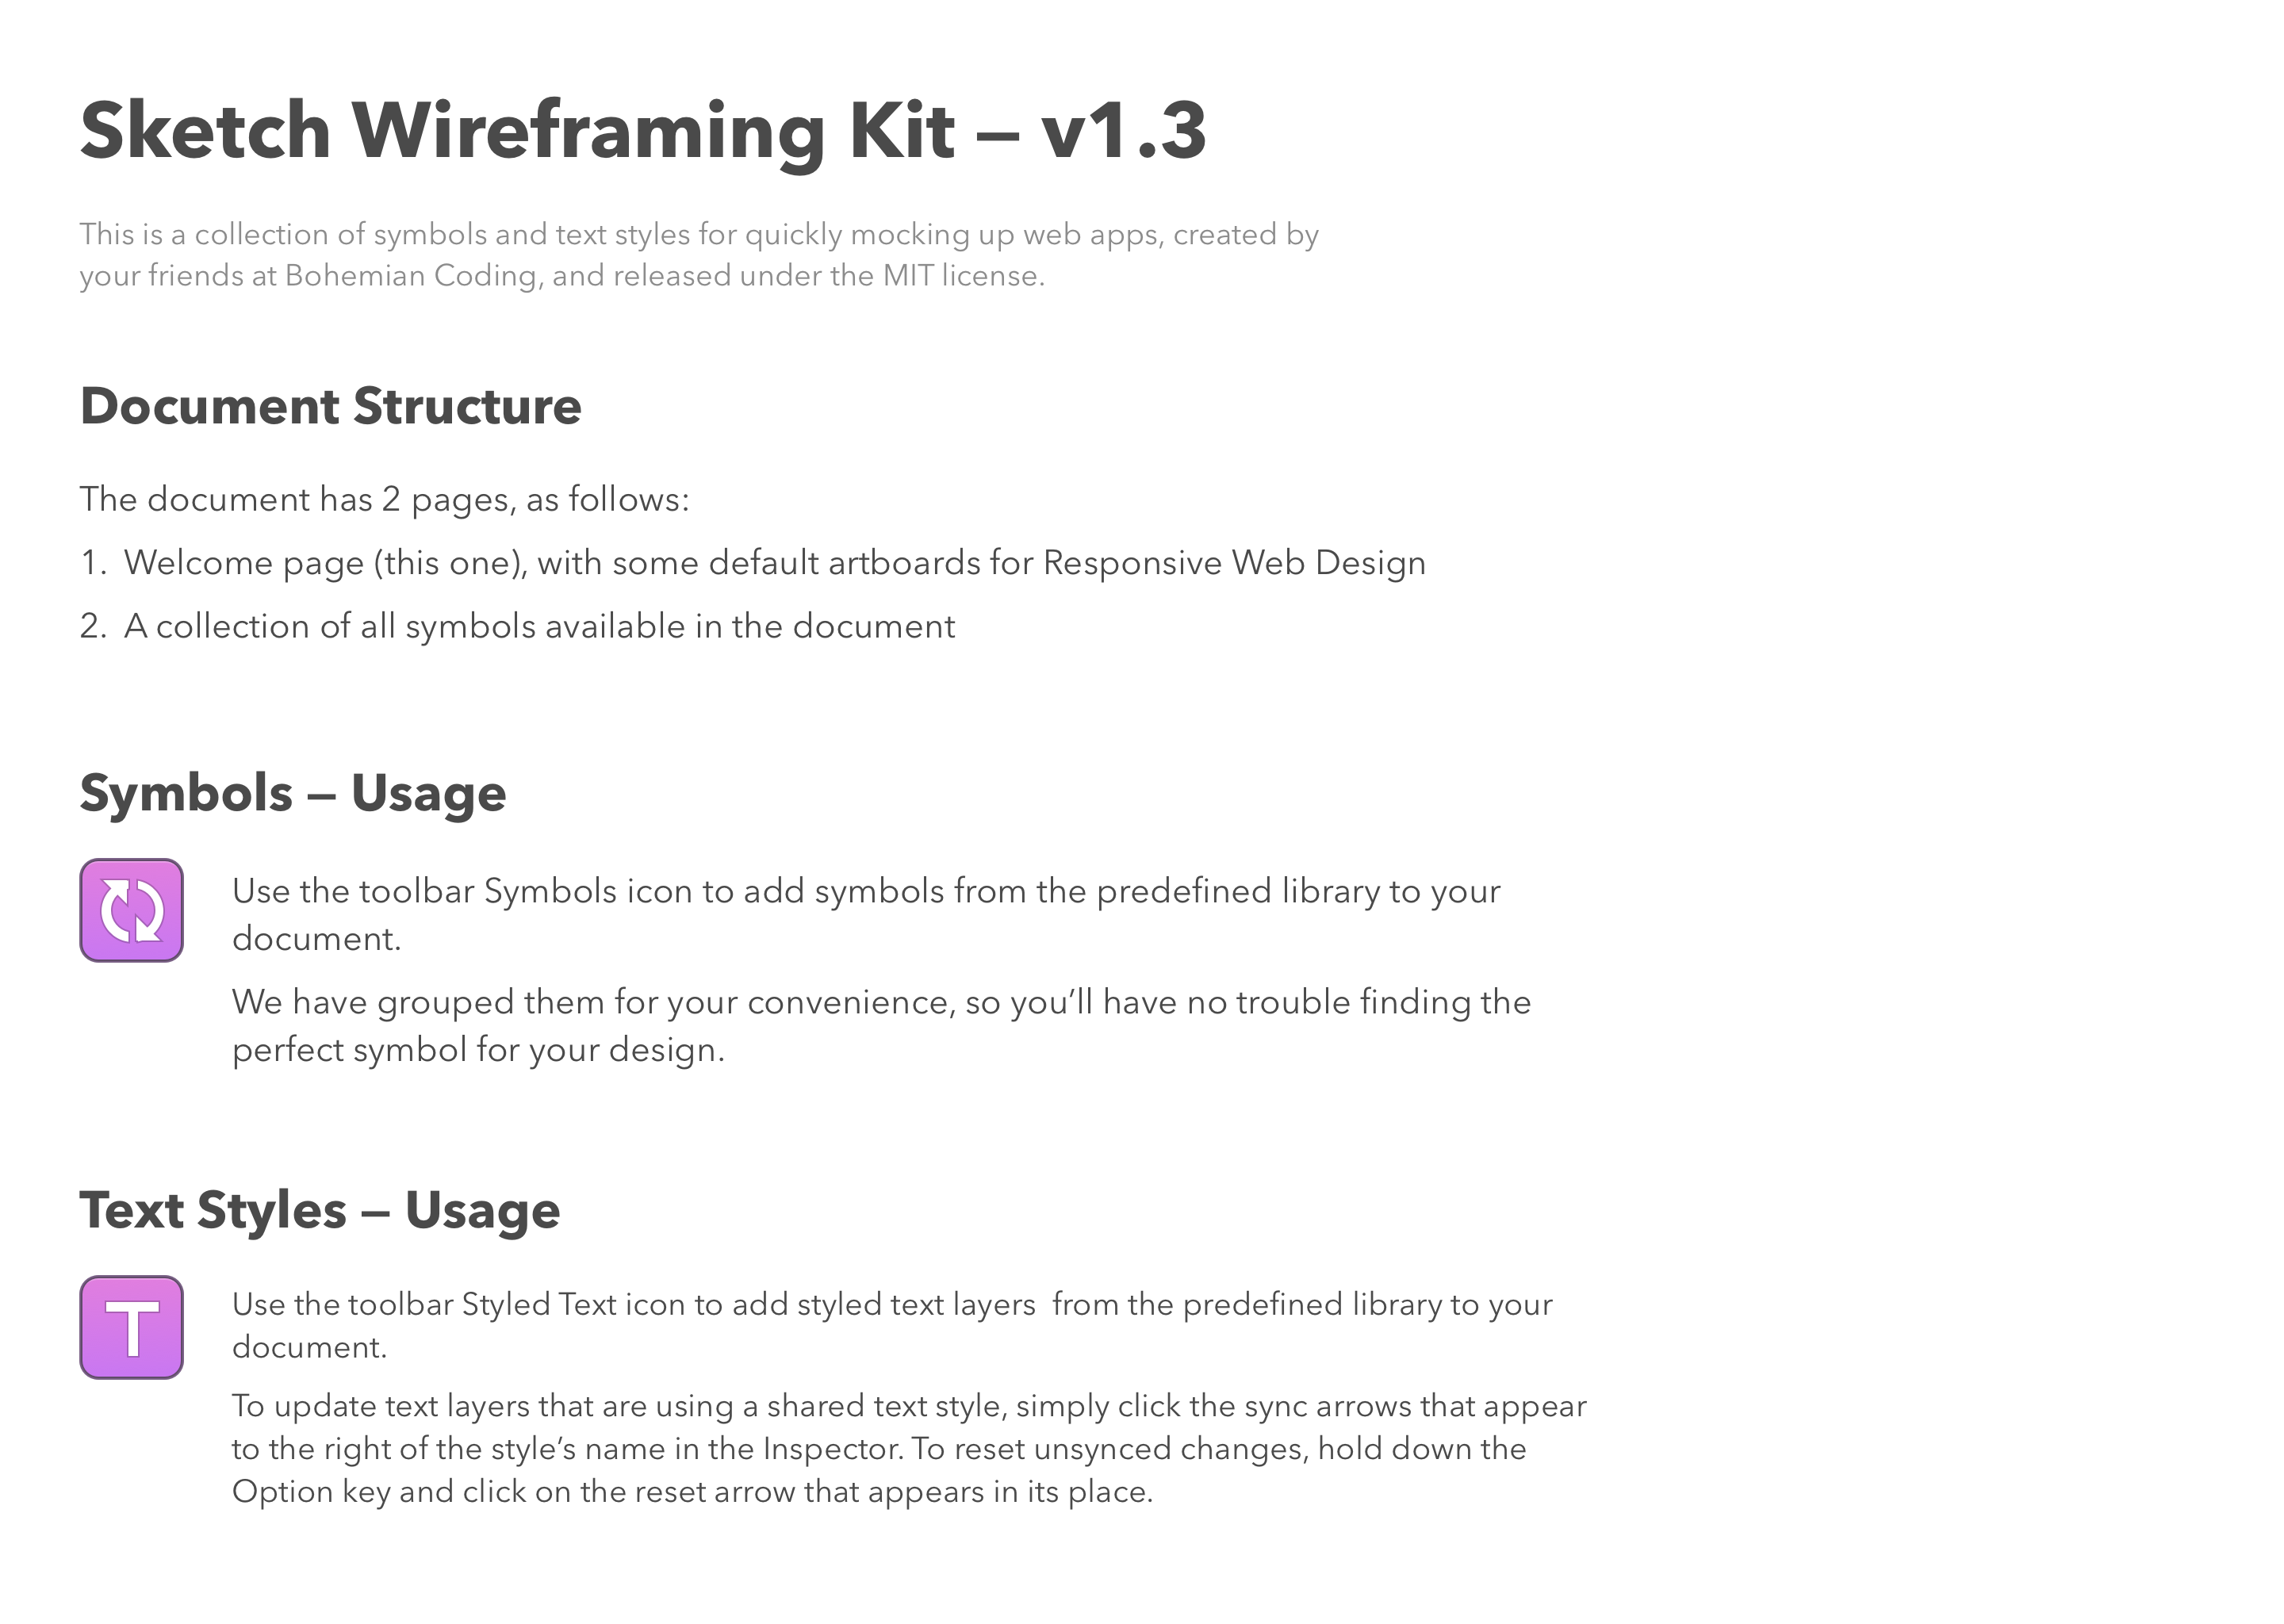 Sketch Wireframing Kit – v1.3
This is a collection of symbols and text styles for quickly mocking up web apps, created by
your friends at Bohemian Coding, and released under the MIT license.
Document Structure
The document has 2 pages, as follows:
1. Welcome page (this one), with some default artboards for Responsive Web Design
2. A collection of all symbols available in the document
Symbols – Usage
Use the toolbar Symbols icon to add symbols from the predefined library to your
document.
We have grouped them for your convenience, so you’ll have no trouble finding the
perfect symbol for your design.
Text Styles – Usage
T
Use the toolbar Styled Text icon to add styled text layers  from the predefined library to your
document.
To update text layers that are using a shared text style, simply click the sync arrows that appear
to the right of the style’s name in the Inspector. To reset unsynced changes, hold down the
Option key and click on the reset arrow that appears in its place.